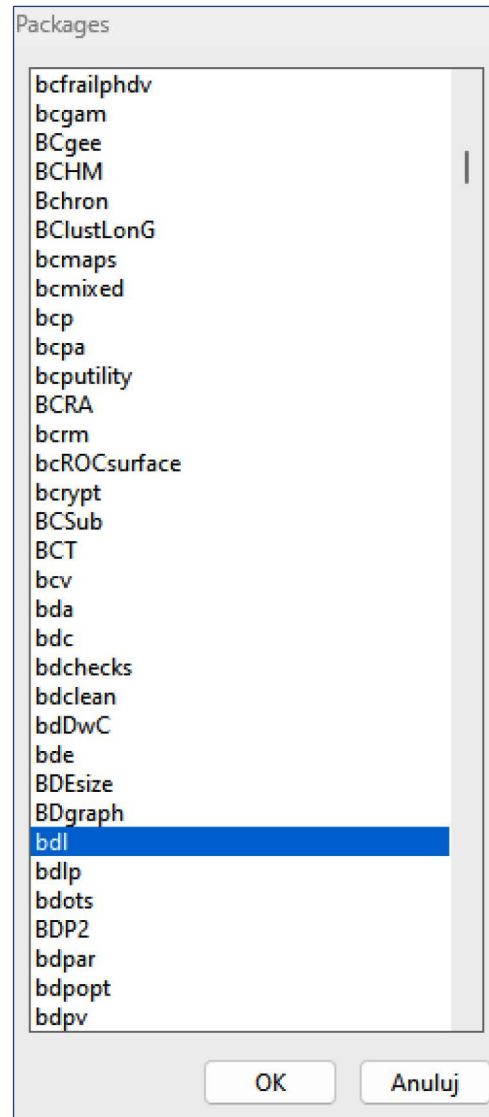 Packages
bcfrailphdv
bcgam
BCgee
BCHM
Bchron
BClustLonG
bcmaps
bcmixed
bcp
bcpa
bcputility
BCRA
bcrm
bcROCsurface
bcrypt
BCSub
BCT
bcv
bda
bdc
bdchecks
bdclean
bdDwC
bde
BDEsize
BDgraph
bdl
bdlp
bdots
BDP2
bdpar
bdpopt
bdpv
OK Anuluj